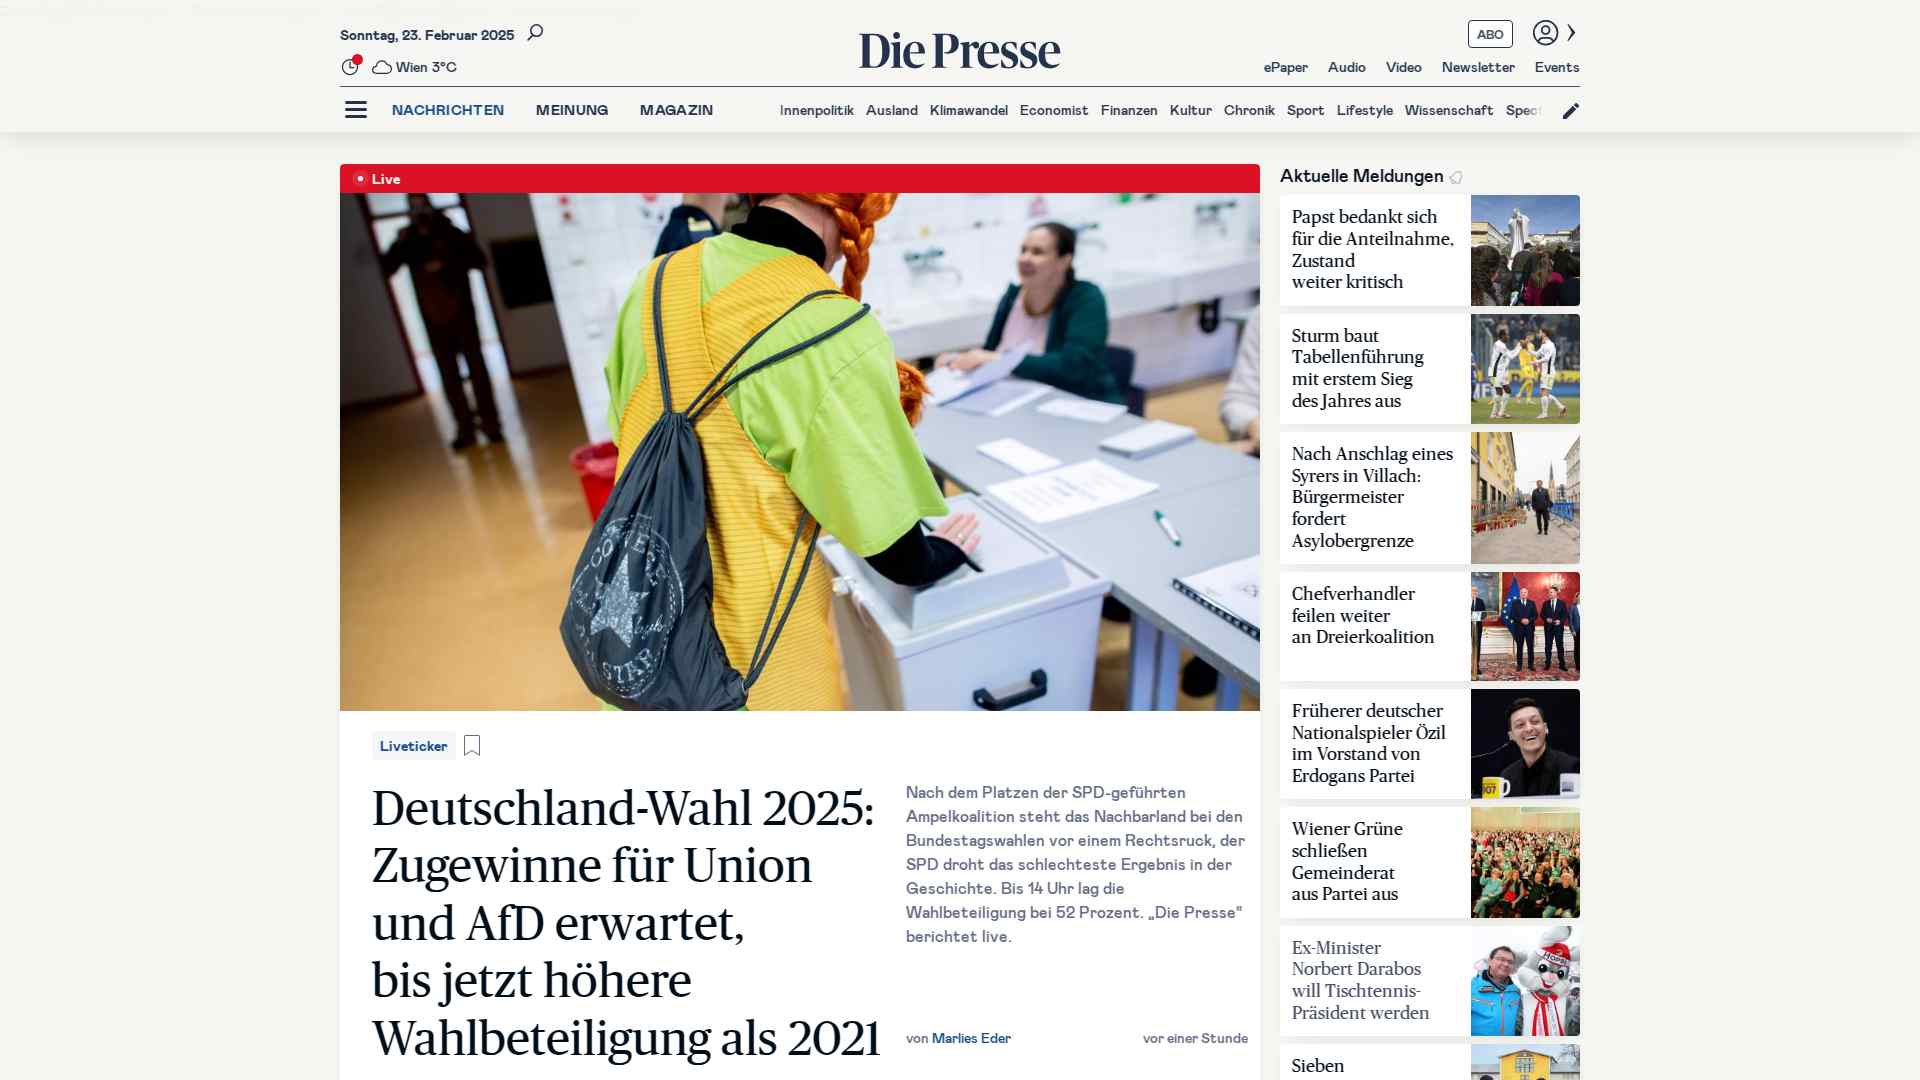 Sonntag, 23. Februar 2025
Wien 3°C
Die Presse
ABO
ePaper Audio Video Newsletter Events
NACHRICHTEN MEINUNG MAGAZIN
Innenpolitik Ausland Klimawandel Economist Finanzen Kultur Chronik Sport Lifestyle Wissenschaft Spect
Live
Liveticker
Deutschland-Wahl 2025:
Zugewinne für Union
und AfD erwartet,
bis jetzt höhere
Wahlbeteiligung als 2021
Nach dem Platzen der SPD-geführten
Ampelkoalition steht das Nachbarland bei den
Bundestagswahlen vor einem Rechtsruck, der
SPD droht das schlechteste Ergebnis in der
Geschichte. Bis 14 Uhr lag die
Wahlbeteiligung bei 52 Prozent. „Die Presse“
berichtet live.
von Marlies Eder
vor einer Stunde
Aktuelle Meldungen
Papst bedankt sich
für die Anteilnahme,
Zustand
weiter kritisch
Sturm baut
Tabellenführung
mit erstem Sieg
des Jahres aus
Nach Anschlag eines
Syrers in Villach:
Bürgermeister
fordert
Asylobergrenze
Chefverhandler
feilen weiter
an Dreierkoalition
Früherer deutscher
Nationalspieler Özil
im Vorstand von
Erdogans Partei
Wiener Grüne
schließen
Gemeinderat
aus Partei aus
Ex-Minister
Norbert Darabos
will Tischtennis-
Präsident werden
Sieben